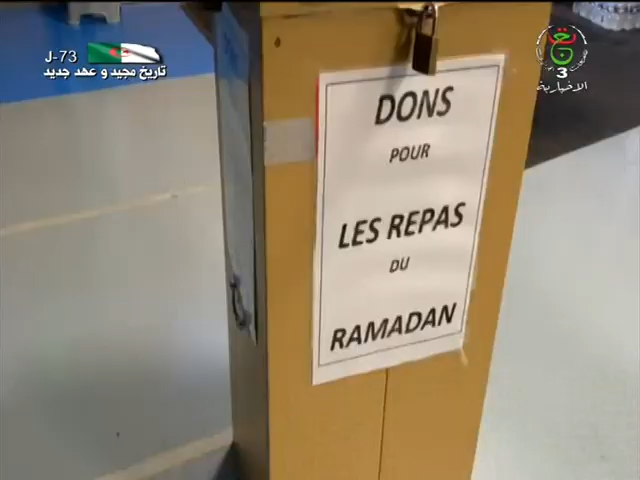 J-73
تاريخ مجيد و عهد جديد
3
الاخبارية
DONS
POUR
LES REPAS
DU
RAMADAN